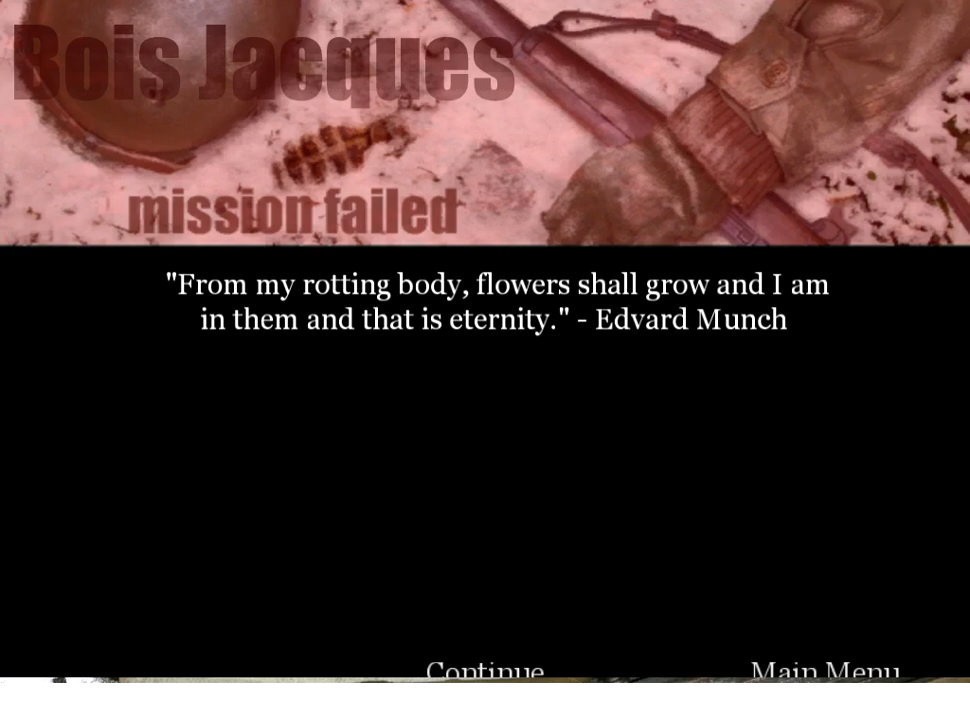 Bois Jacques
mission failed
"From my rotting body, flowers shall grow and I am
in them and that is eternity." - Edvard Munch
Continue
Main Menu